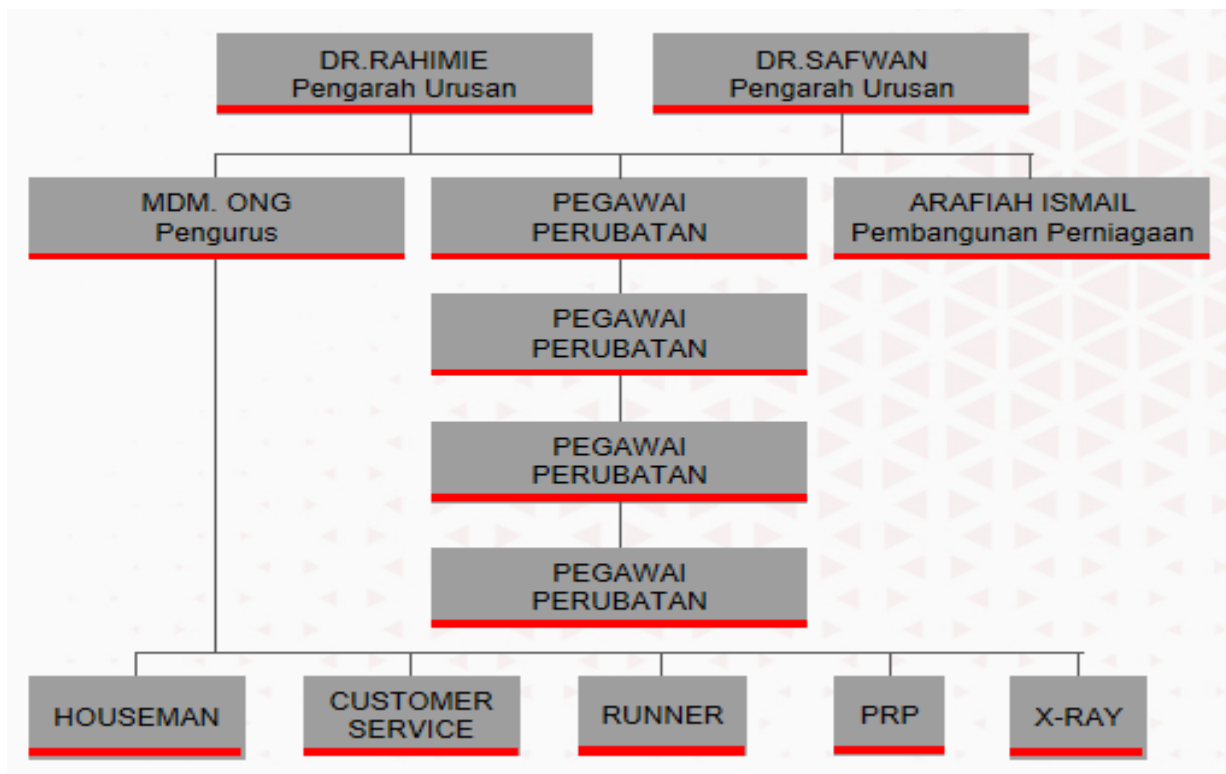 DR.RAHIMIE
Pengarah Urusan
DR.SAFWAN
Pengarah Urusan
MDM. ONG
Pengurus
PEGAWAI
PERUBATAN
ARAFIAH ISMAIL
Pembangunan Perniagaan
PEGAWAI
PERUBATAN
PEGAWAI
PERUBATAN
PEGAWAI
PERUBATAN
HOUSEMAN
CUSTOMER
SERVICE
RUNNER
PRP
X-RAY